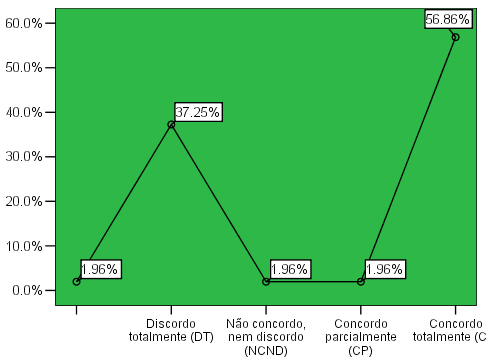 60.0%
50.0%
40.0%
30.0%
20.0%
10.0%
0.0%
56.86%
37.25%
1.96%
1.96%
1.96%
Discordo
totalmente (DT)
Não concordo,
nem discordo
(NCND)
Concordo
parcialmente
(CP)
Concordo
totalmente (C